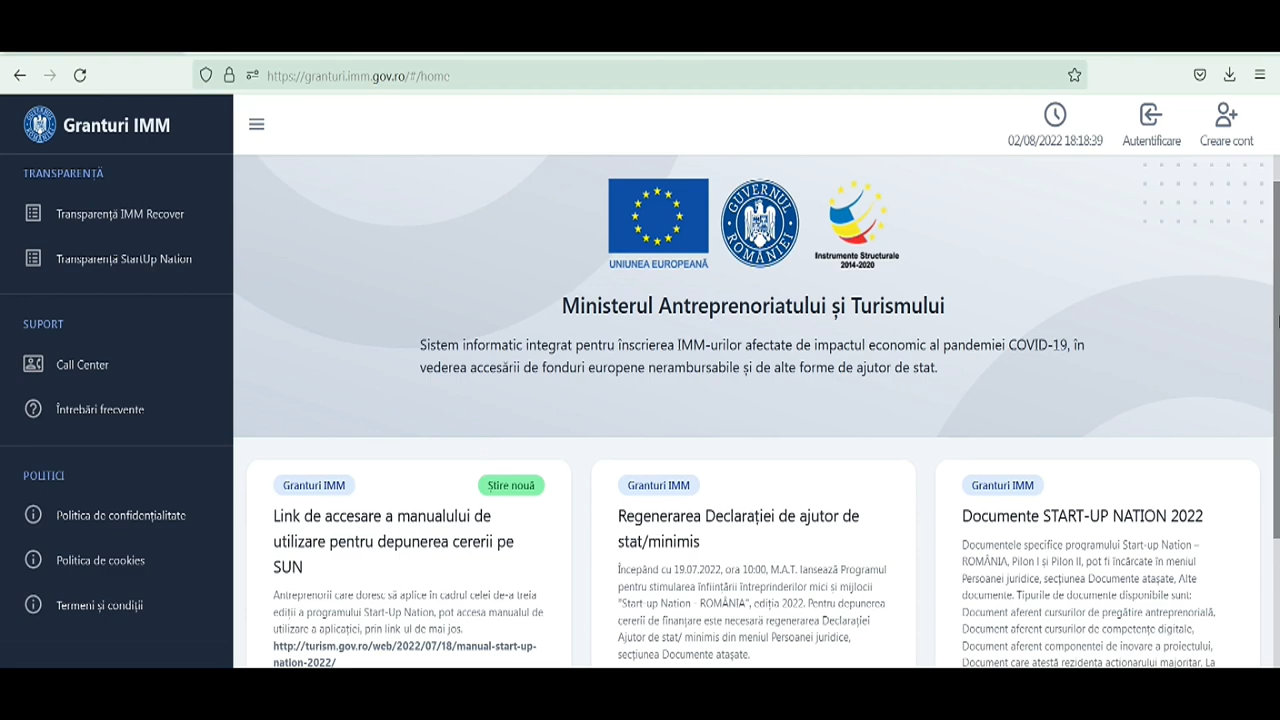 https://granturi.imm.gov.ro/#/home
Granturi IMM
02/08/2022 18:18:39
Autentificare
Creare cont
TRANSPARENȚĂ
Transparență IMM Recover
Transparență StartUp Nation
SUPORT
Call Center
Întrebări frecvente
POLITICI
Politica de confidențialitate
Politica de cookies
Termeni și condiții
UNIUNEA EUROPEANĂ
GUVERNUL ROMÂNIEI
Instrumente Structurale
2014-2020
Ministerul Antreprenoriatului și Turismului
Sistem informatic integrat pentru înscrierea IMM-urilor afectate de impactul economic al pandemiei COVID-19, în
vederea accesării de fonduri europene nerambursabile și de alte forme de ajutor de stat.
Granturi IMM
Știre nouă
Link de accesare a manualului de
utilizare pentru depunerea cererii pe
SUN
Antreprenorii care doresc să aplice în cadrul celei de-a treia
ediții a programului Start-Up Nation, pot accesa manualul de
utilizare a aplicației, prin link-ul de mai jos.
http://turism.gov.ro/web/2022/07/18/manual-start-up-
nation-2022/
Granturi IMM
Regenerarea Declarației de ajutor de
stat/minimis
Începând cu 19.07.2022, ora 10:00, M.A.T. lansează Programul
pentru stimularea înființării întreprinderilor mici și mijlocii
"Start-up Nation - ROMÂNIA", ediția 2022. Pentru depunerea
cererii de finanțare este necesară regenerarea Declarației
Ajutor de stat/ minimis din meniul Persoanei juridice,
secțiunea Documente atașate.
Granturi IMM
Documente START-UP NATION 2022
Documentele specifice programului Start-up Nation –
ROMÂNIA, Pilon I și Pilon II, pot fi încărcate în meniul
Persoanei juridice, secțiunea Documente atașate, Alte
documente. Tipurile de documente disponibile sunt:
Document aferent cursurilor de pregătire antreprenorială,
Document aferent cursurilor de competențe digitale,
Document aferent componentei de inovare a proiectului,
Document care atestă rezidența acționarului majoritar. La